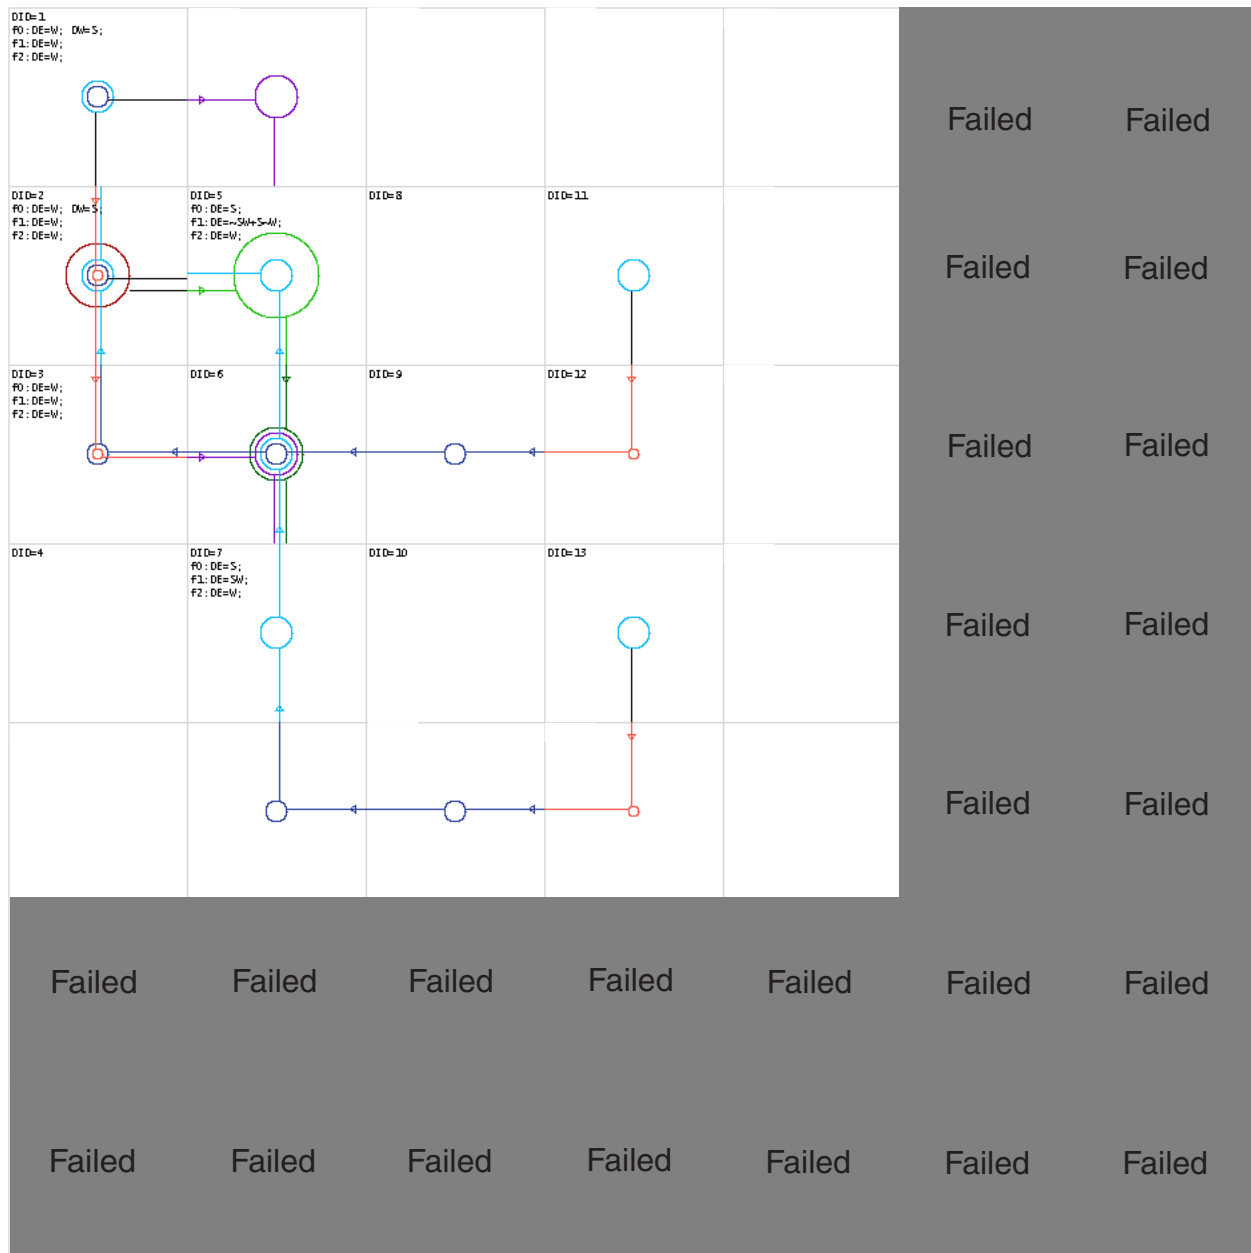 DID=1
f0:DE=W; DW=S;
f1:DE=W;
f2:DE=W;
Failed Failed
DID=2 DID=5 DID=8 DID=11
f0:DE=W; DW=S; f0:DE=S;
f1:DE=W; f1:DE=~SW+S~W;
f2:DE=W; f2:DE=W;
Failed Failed
DID=3 DID=6 DID=9 DID=12
f0:DE=W;
f1:DE=W;
f2:DE=W;
Failed Failed
DID=4 DID=7 DID=10 DID=13
f0:DE=S;
f1:DE=SW;
f2:DE=W;
Failed Failed
Failed Failed
Failed Failed Failed Failed Failed Failed Failed
Failed Failed Failed Failed Failed Failed Failed